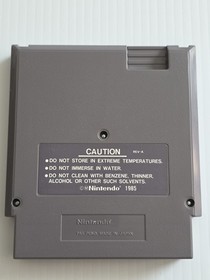 CAUTION REV-A
• DO NOT STORE IN EXTREME TEMPERATURES.
• DO NOT IMMERSE IN WATER.
• DO NOT CLEAN WITH BENZENE, THINNER,
ALCOHOL OR OTHER SUCH SOLVENTS.
©Nintendo 1985
Nintendo